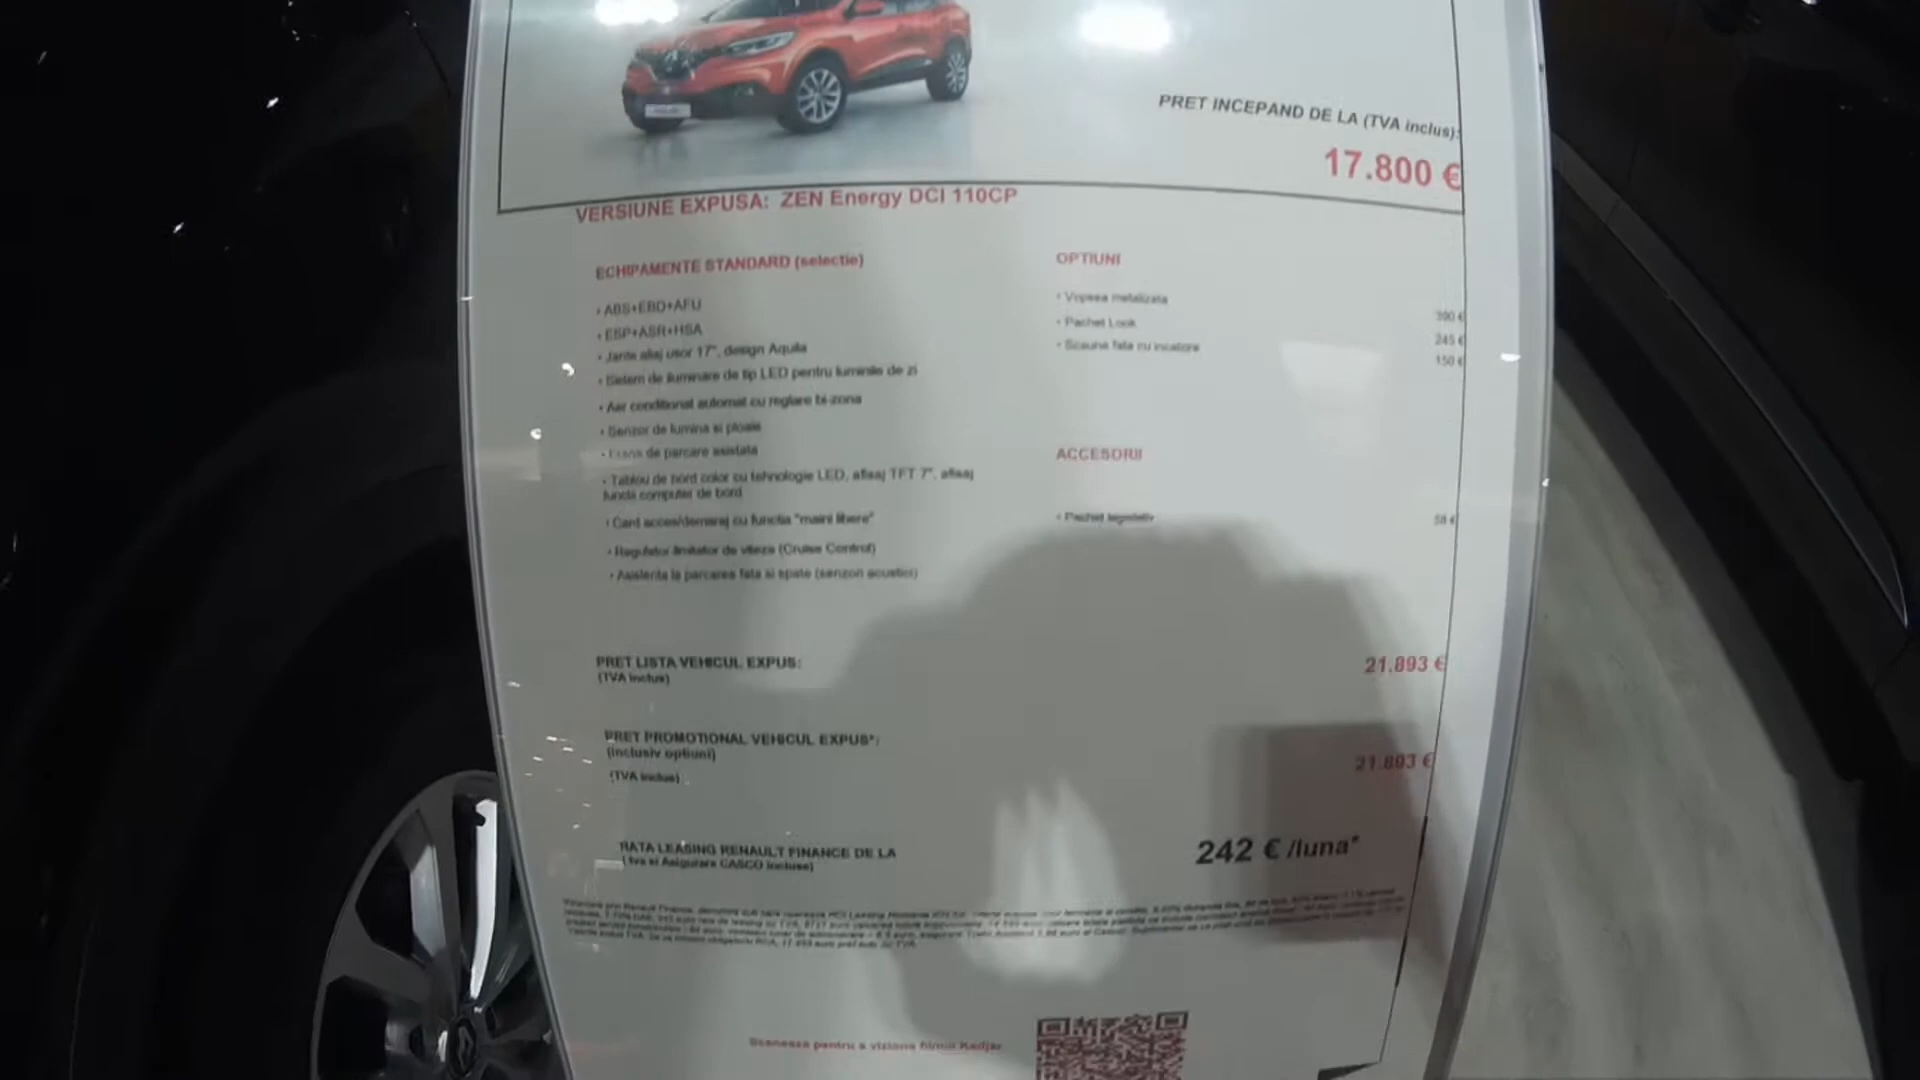 PRET INCEPAND DE LA (TVA inclus):
17.800 €
VERSIUNE EXPUSA: ZEN Energy DCI 110CP
ECHIPAMENTE STANDARD (selectie)
• ABS+EBD+AFU
• ESP+ASR+HSA
• Jante aliaj usor 17", design Aquila
• Sistem de iluminare de tip LED pentru luminile de zi
• Aer conditionat automat cu reglare bi-zona
• Senzor de lumina si ploaie
• Frana de parcare asistata
• Tablou de bord color cu tehnologie LED, afisaj TFT 7", afisaj
functii computer de bord
• Card acces/demaraj cu functia "maini libere"
• Regulator limitator de viteza (Cruise Control)
• Asistenta la parcarea fata si spate (senzori acustici)
OPTIUNI
• Vopsea metalizata
390 €
• Pachet Look
245 €
• Scaune fata cu incalzire
150 €
ACCESORII
• Pachet legislativ
58 €
PRET LISTA VEHICUL EXPUS:
21.893 €
(TVA inclus)
PRET PROMOTIONAL VEHICUL EXPUS*:
(inclusiv optiuni)
21.893 €
(TVA inclus)
RATA LEASING RENAULT FINANCE DE LA
242 € /luna*
(tva si Asigurare CASCO incluse)
Scaneaza pentru a viziona filmul Kadjar